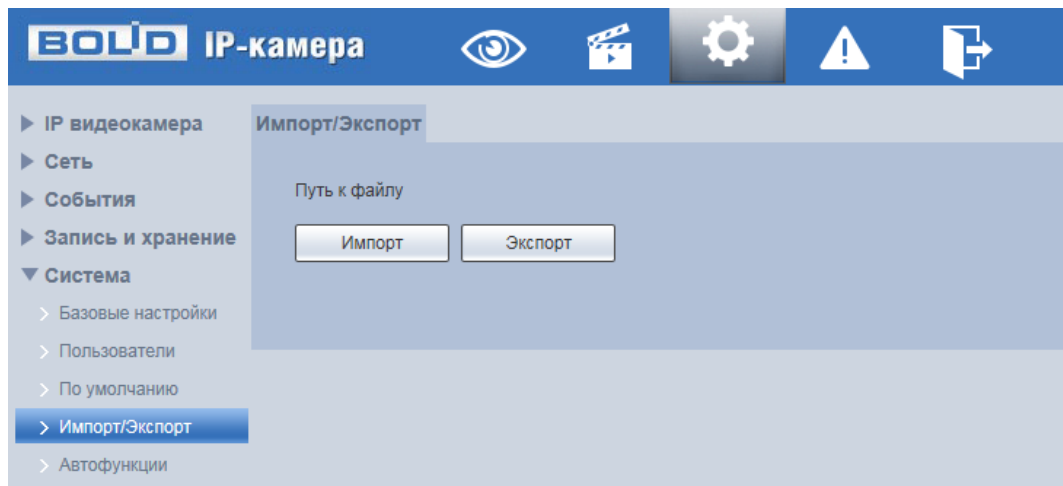 BOLID IP-камера
IP видеокамера
Сеть
События
Запись и хранение
Система
Базовые настройки
Пользователи
По умолчанию
Импорт/Экспорт
Автофункции
Импорт/Экспорт
Путь к файлу
Импорт Экспорт